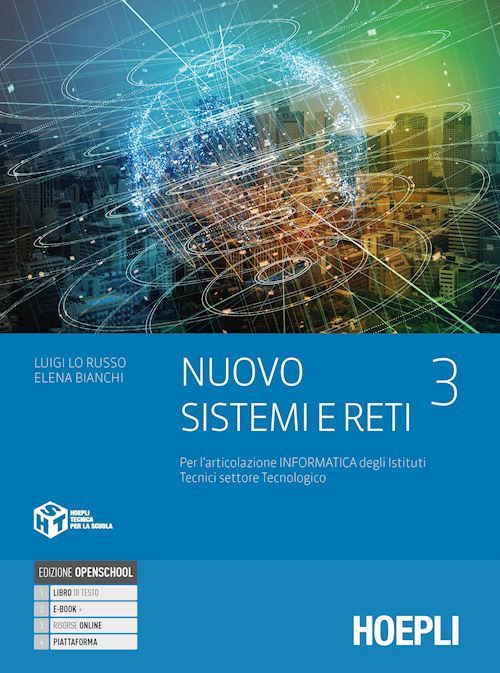 LUIGI LO RUSSO
ELENA BIANCHI
NUOVO
SISTEMI E RETI
3
Per l'articolazione INFORMATICA degli Istituti
Tecnici settore Tecnologico
HST
HOEPLI
TECNICA
PER LA SCUOLA
EDIZIONE OPENSCHOOL
1 LIBRO DI TESTO
2 E-BOOK +
3 RISORSE ONLINE
4 PIATTAFORMA
HOEPLI